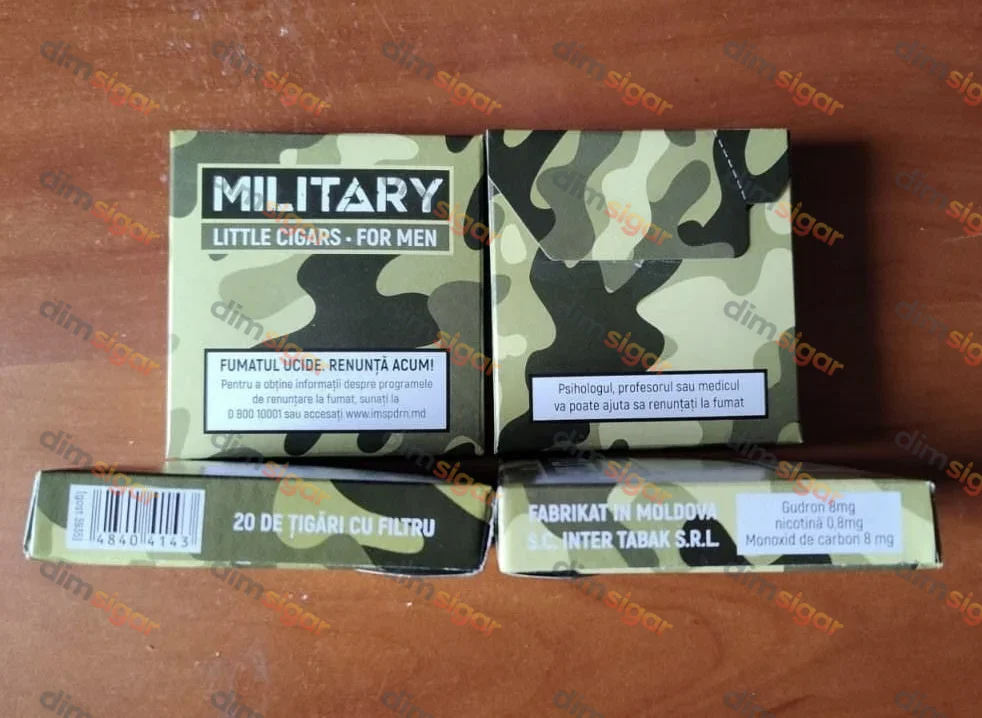 MILITARY
LITTLE CIGARS · FOR MEN
FUMATUL UCIDE. RENUNȚĂ ACUM!
Pentru a obține informații despre programele
de renunțare la fumat, sunați la
0 800 10001 sau accesați www.imspdrn.md
Psihologul, profesorul sau medicul
va poate ajuta sa renunțați la fumat
4840 4143
20 DE ȚIGĂRI CU FILTRU
FABRIKAT IN MOLDOVA
S.C. INTER TABAK S.R.L.
Gudron 8mg
nicotină 0,8mg
Monoxid de carbon 8 mg
dimsigar